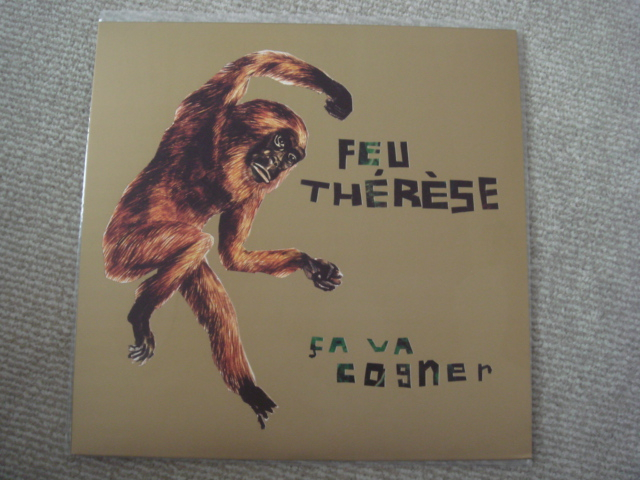 FEU
THÉRÈSE
ÇA VA
COGNER